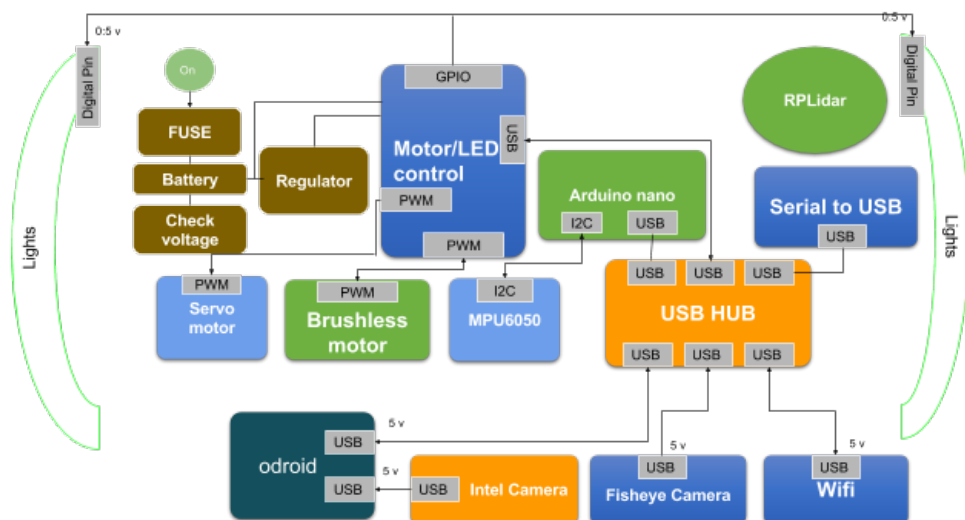 0:5 v
0:5 v
Digital Pin
Digital Pin
On
GPIO
RPLidar
FUSE
USB
Motor/LED
control
Battery
Regulator
Arduino nano
PWM
Serial to USB
Check
voltage
I2C
USB
USB
Lights
Lights
PWM
USB
USB
USB
PWM
Servo
motor
PWM
Brushless
motor
I2C
MPU6050
USB HUB
USB
USB
USB
5 v
USB
odroid
5 v
5 v
5 v
USB
USB
Intel Camera
USB
Fisheye Camera
USB
Wifi